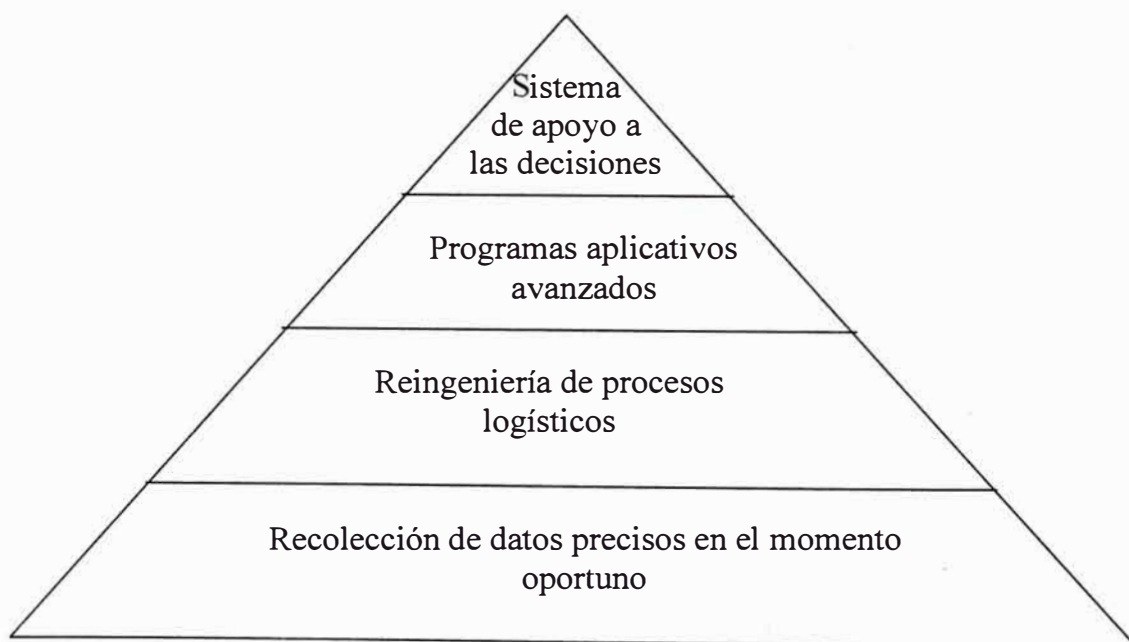 Sistema
de apoyo a
las decisiones
Programas aplicativos
avanzados
Reingeniería de procesos
logísticos
Recolección de datos precisos en el momento
oportuno